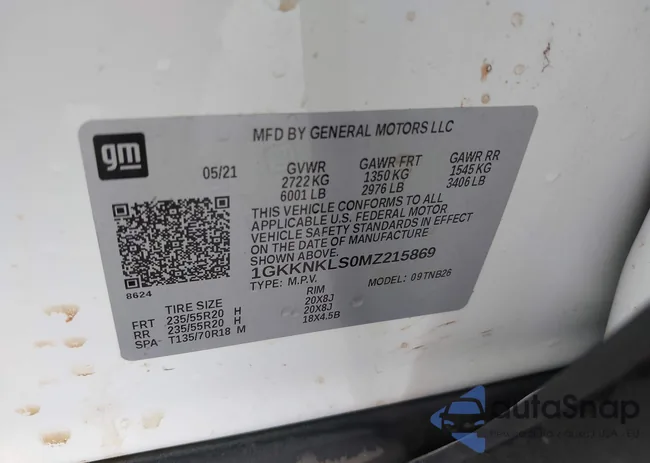 gm
MFD BY GENERAL MOTORS LLC
05/21 GVWR GAWR FRT GAWR RR
2722 KG 1350 KG 1545 KG
6001 LB 2976 LB 3406 LB
THIS VEHICLE CONFORMS TO ALL
APPLICABLE U.S. FEDERAL MOTOR
VEHICLE SAFETY STANDARDS IN EFFECT
ON THE DATE OF MANUFACTURE
SHOWN ABOVE.
1GKKNKLS0MZ215869
TYPE: M.P.V. MODEL: 09TNB26
8624
TIRE SIZE RIM
FRT 235/55R20 H 20X8J
RR 235/55R20 H 20X8J
SPA T135/70R18 M 18X4.5B
autoSnap